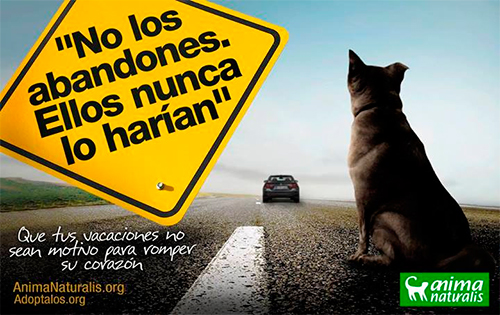 "No los
abandones.
Ellos nunca
lo harían"
Que tus vacaciones no
sean motivo para romper
su corazón
AnimaNaturalis.org
Adoptalos.org
anima
naturalis